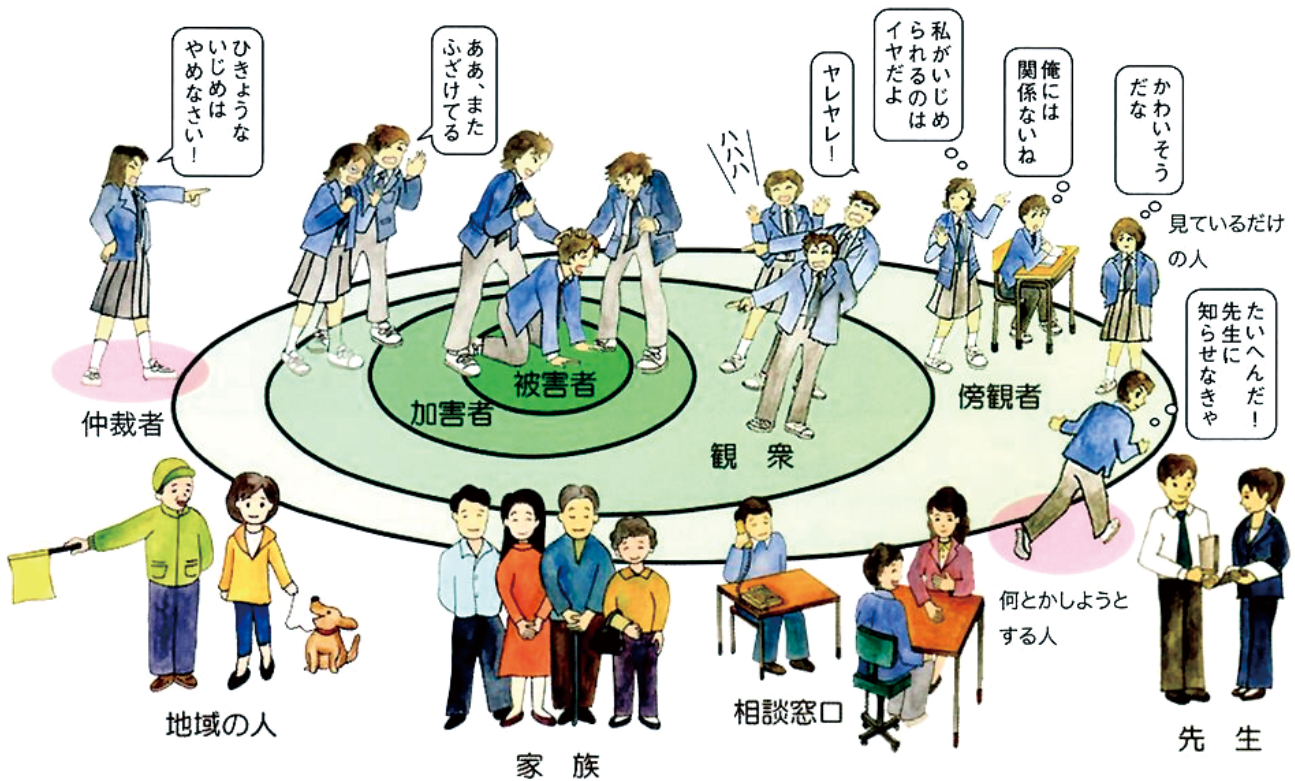 ひきょうな
いじめは
やめなさい！
ああ、また
ふざけてる
ハハハ
ヤレヤレ！
私がいじめ
られるのは
イヤだよ
俺には
関係ないね
かわいそう
だな
見ているだけ
の人
たいへんだ！
先生に
知らせなきゃ
仲裁者
加害者
被害者
観　衆
傍観者
何とかしようと
する人
地域の人
家　族
相談窓口
先　生